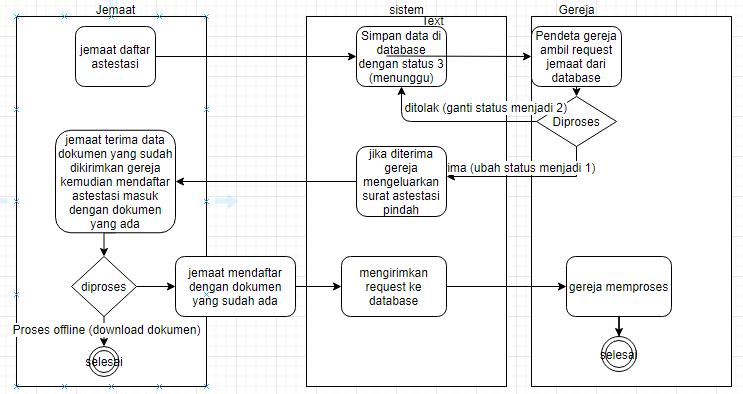 Jemaat
sistem
Gereja
Text
jemaat daftar
astestasi
Simpan data di
database
dengan status 3
(menunggu)
Pendeta gereja
ambil request
jemaat dari
database
ditolak (ganti status menjadi 2)
Diproses
jemaat terima data
dokumen yang sudah
dikirimkan gereja
kemudian mendaftar
astestasi masuk
dengan dokumen
yang ada
jika diterima
gereja
mengeluarkan
surat astestasi
pindah
ima (ubah status menjadi 1)
diproses
jemaat mendaftar
dengan dokumen
yang sudah ada
mengirimkan
request ke
database
gereja memproses
Proses offline (download dokumen)
selesai
selesai